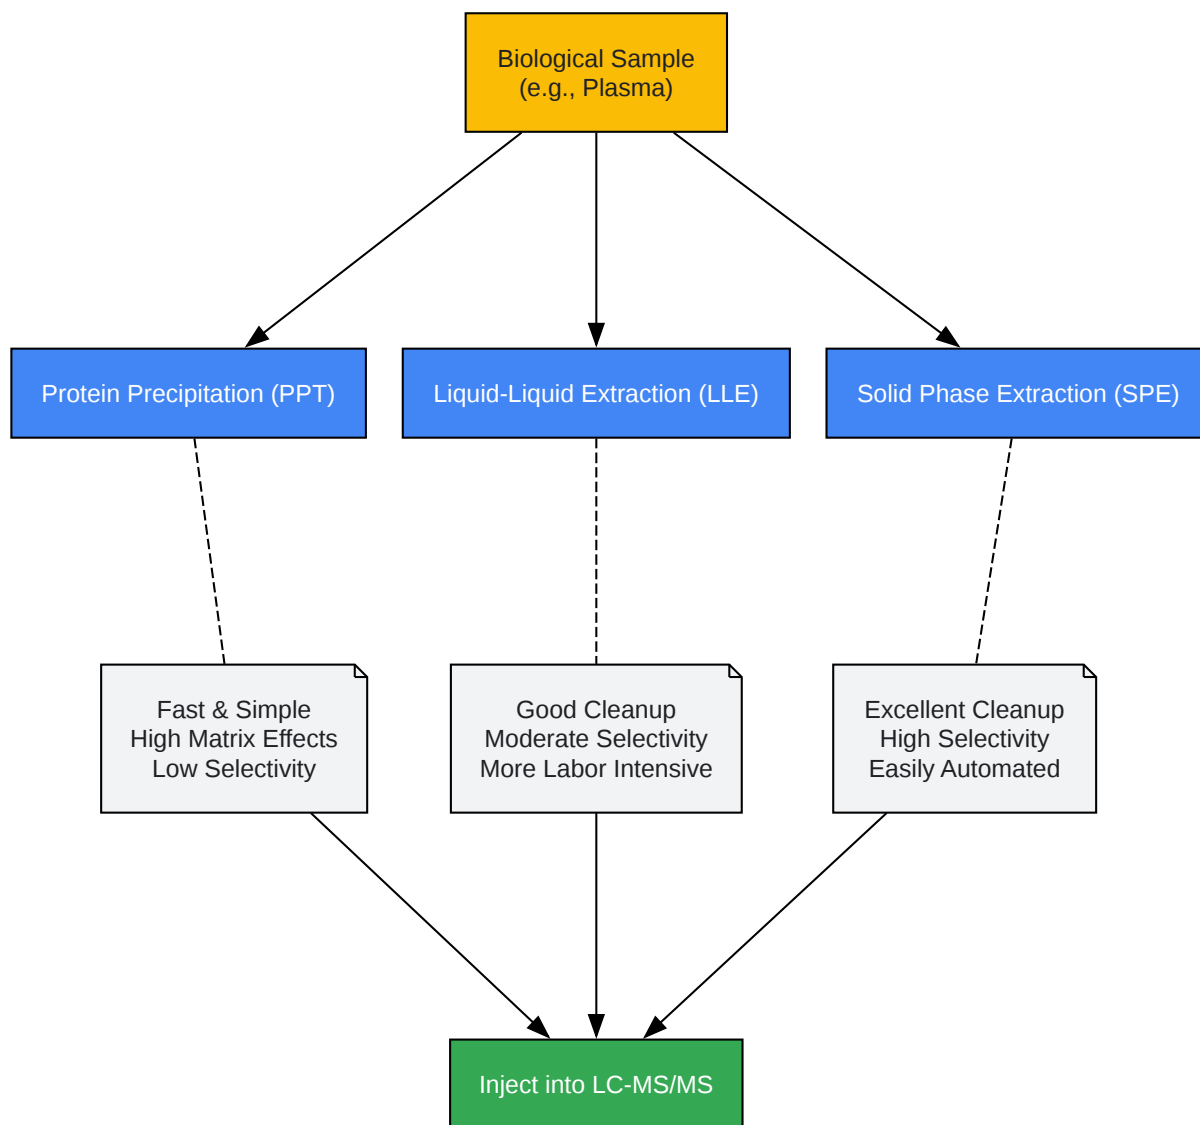 Biological Sample
(e.g., Plasma)
Protein Precipitation (PPT)
Liquid-Liquid Extraction (LLE)
Solid Phase Extraction (SPE)
Fast & Simple
High Matrix Effects
Low Selectivity
Good Cleanup
Moderate Selectivity
More Labor Intensive
Excellent Cleanup
High Selectivity
Easily Automated
Inject into LC-MS/MS